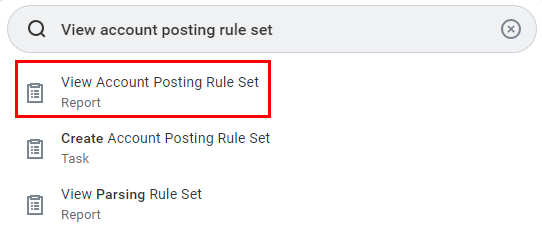 View account posting rule set
View Account Posting Rule Set
Report
Create Account Posting Rule Set
Task
View Parsing Rule Set
Report